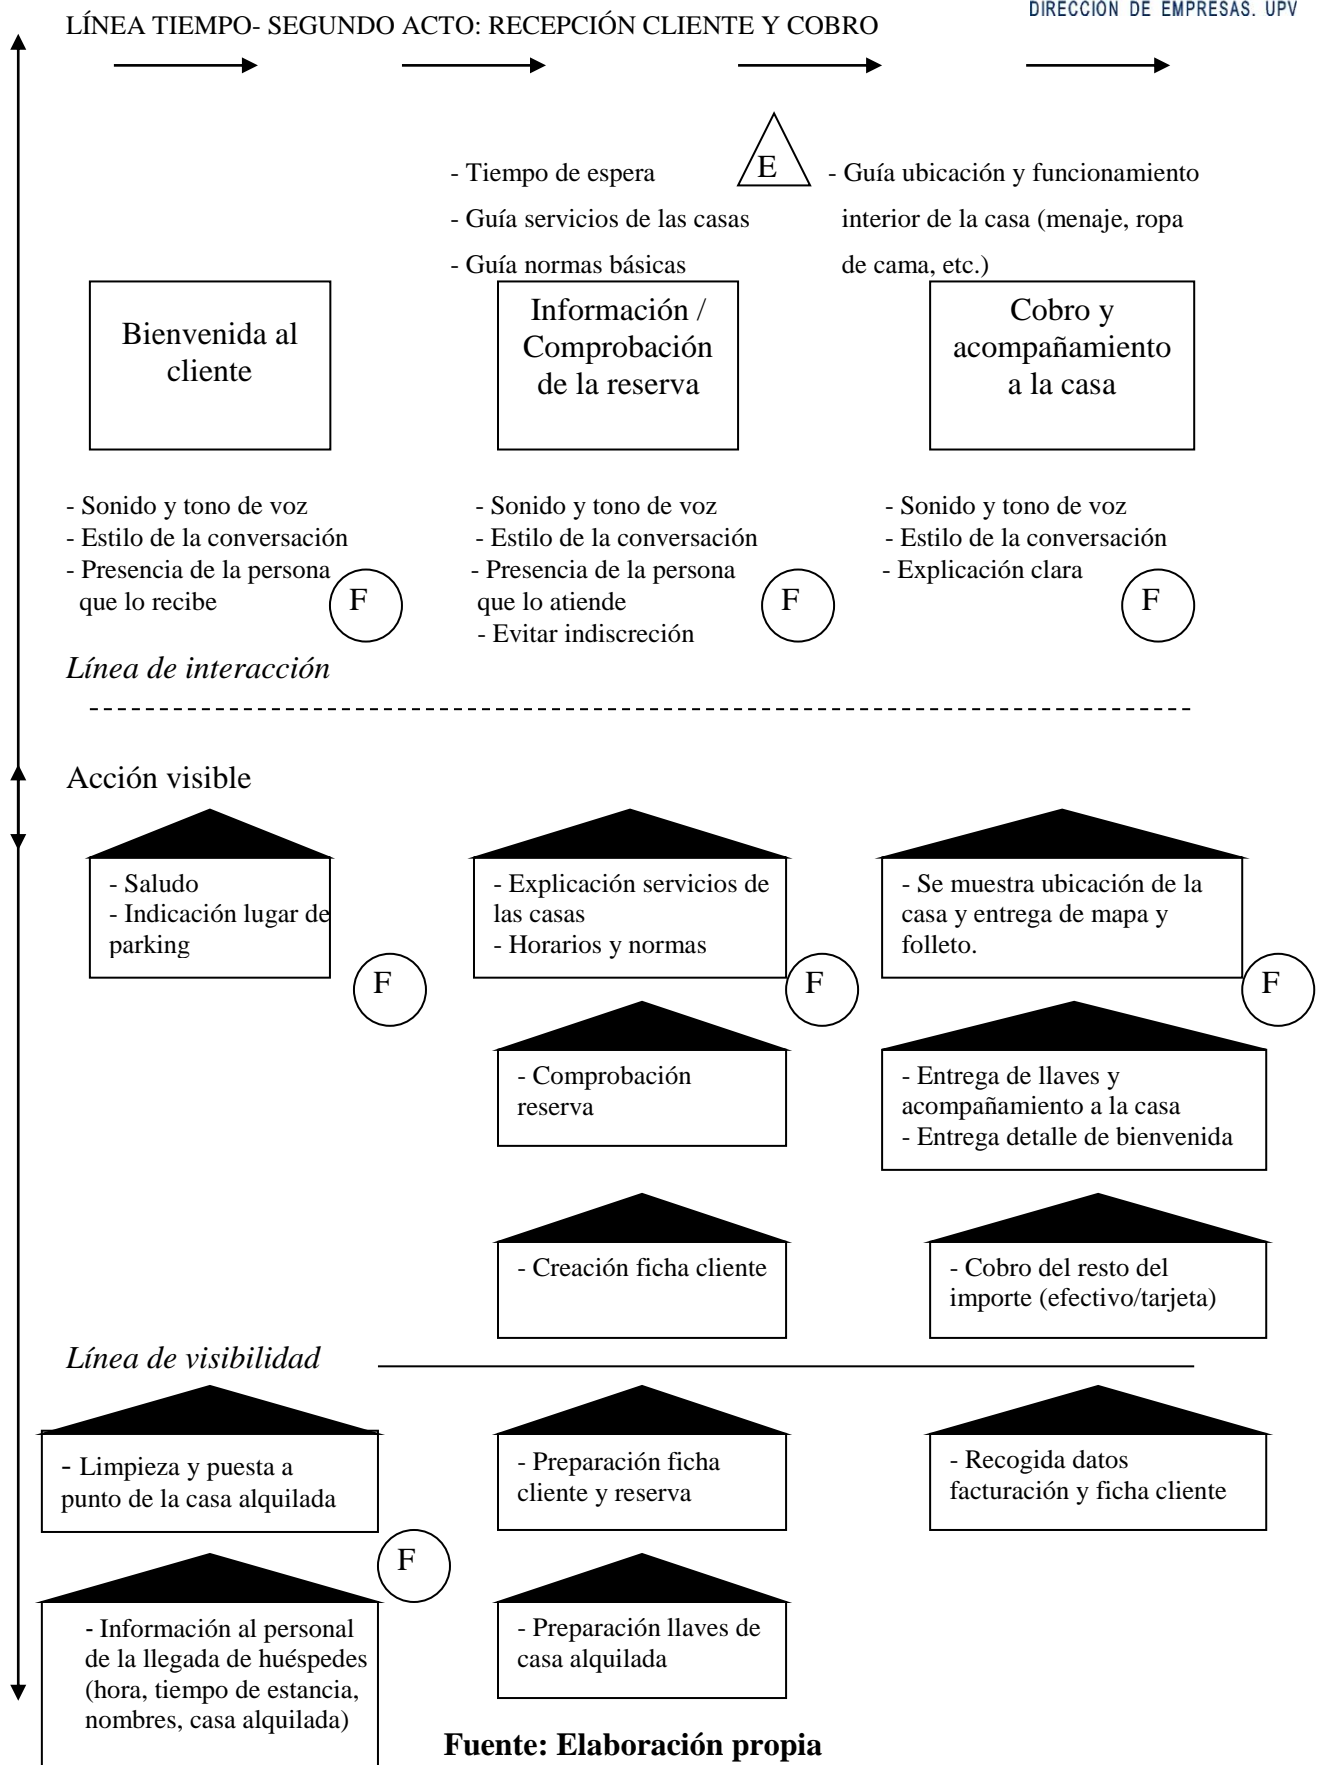 DIRECCIÓN DE EMPRESAS. UPV
LÍNEA TIEMPO- SEGUNDO ACTO: RECEPCIÓN CLIENTE Y COBRO
- Tiempo de espera
- Guía servicios de las casas
- Guía normas básicas
E
- Guía ubicación y funcionamiento
interior de la casa (menaje, ropa
de cama, etc.)
Bienvenida al
cliente
Información /
Comprobación
de la reserva
Cobro y
acompañamiento
a la casa
- Sonido y tono de voz
- Estilo de la conversación
- Presencia de la persona
que lo recibe
F
- Sonido y tono de voz
- Estilo de la conversación
- Presencia de la persona
que lo atiende
- Evitar indiscreción
F
- Sonido y tono de voz
- Estilo de la conversación
- Explicación clara
F
Línea de interacción
Acción visible
- Saludo
- Indicación lugar de
parking
F
- Explicación servicios de
las casas
- Horarios y normas
F
- Se muestra ubicación de la
casa y entrega de mapa y
folleto.
F
- Comprobación
reserva
- Entrega de llaves y
acompañamiento a la casa
- Entrega detalle de bienvenida
- Creación ficha cliente
- Cobro del resto del
importe (efectivo/tarjeta)
Línea de visibilidad
- Limpieza y puesta a
punto de la casa alquilada
F
- Preparación ficha
cliente y reserva
- Recogida datos
facturación y ficha cliente
- Información al personal
de la llegada de huéspedes
(hora, tiempo de estancia,
nombres, casa alquilada)
- Preparación llaves de
casa alquilada
Fuente: Elaboración propia